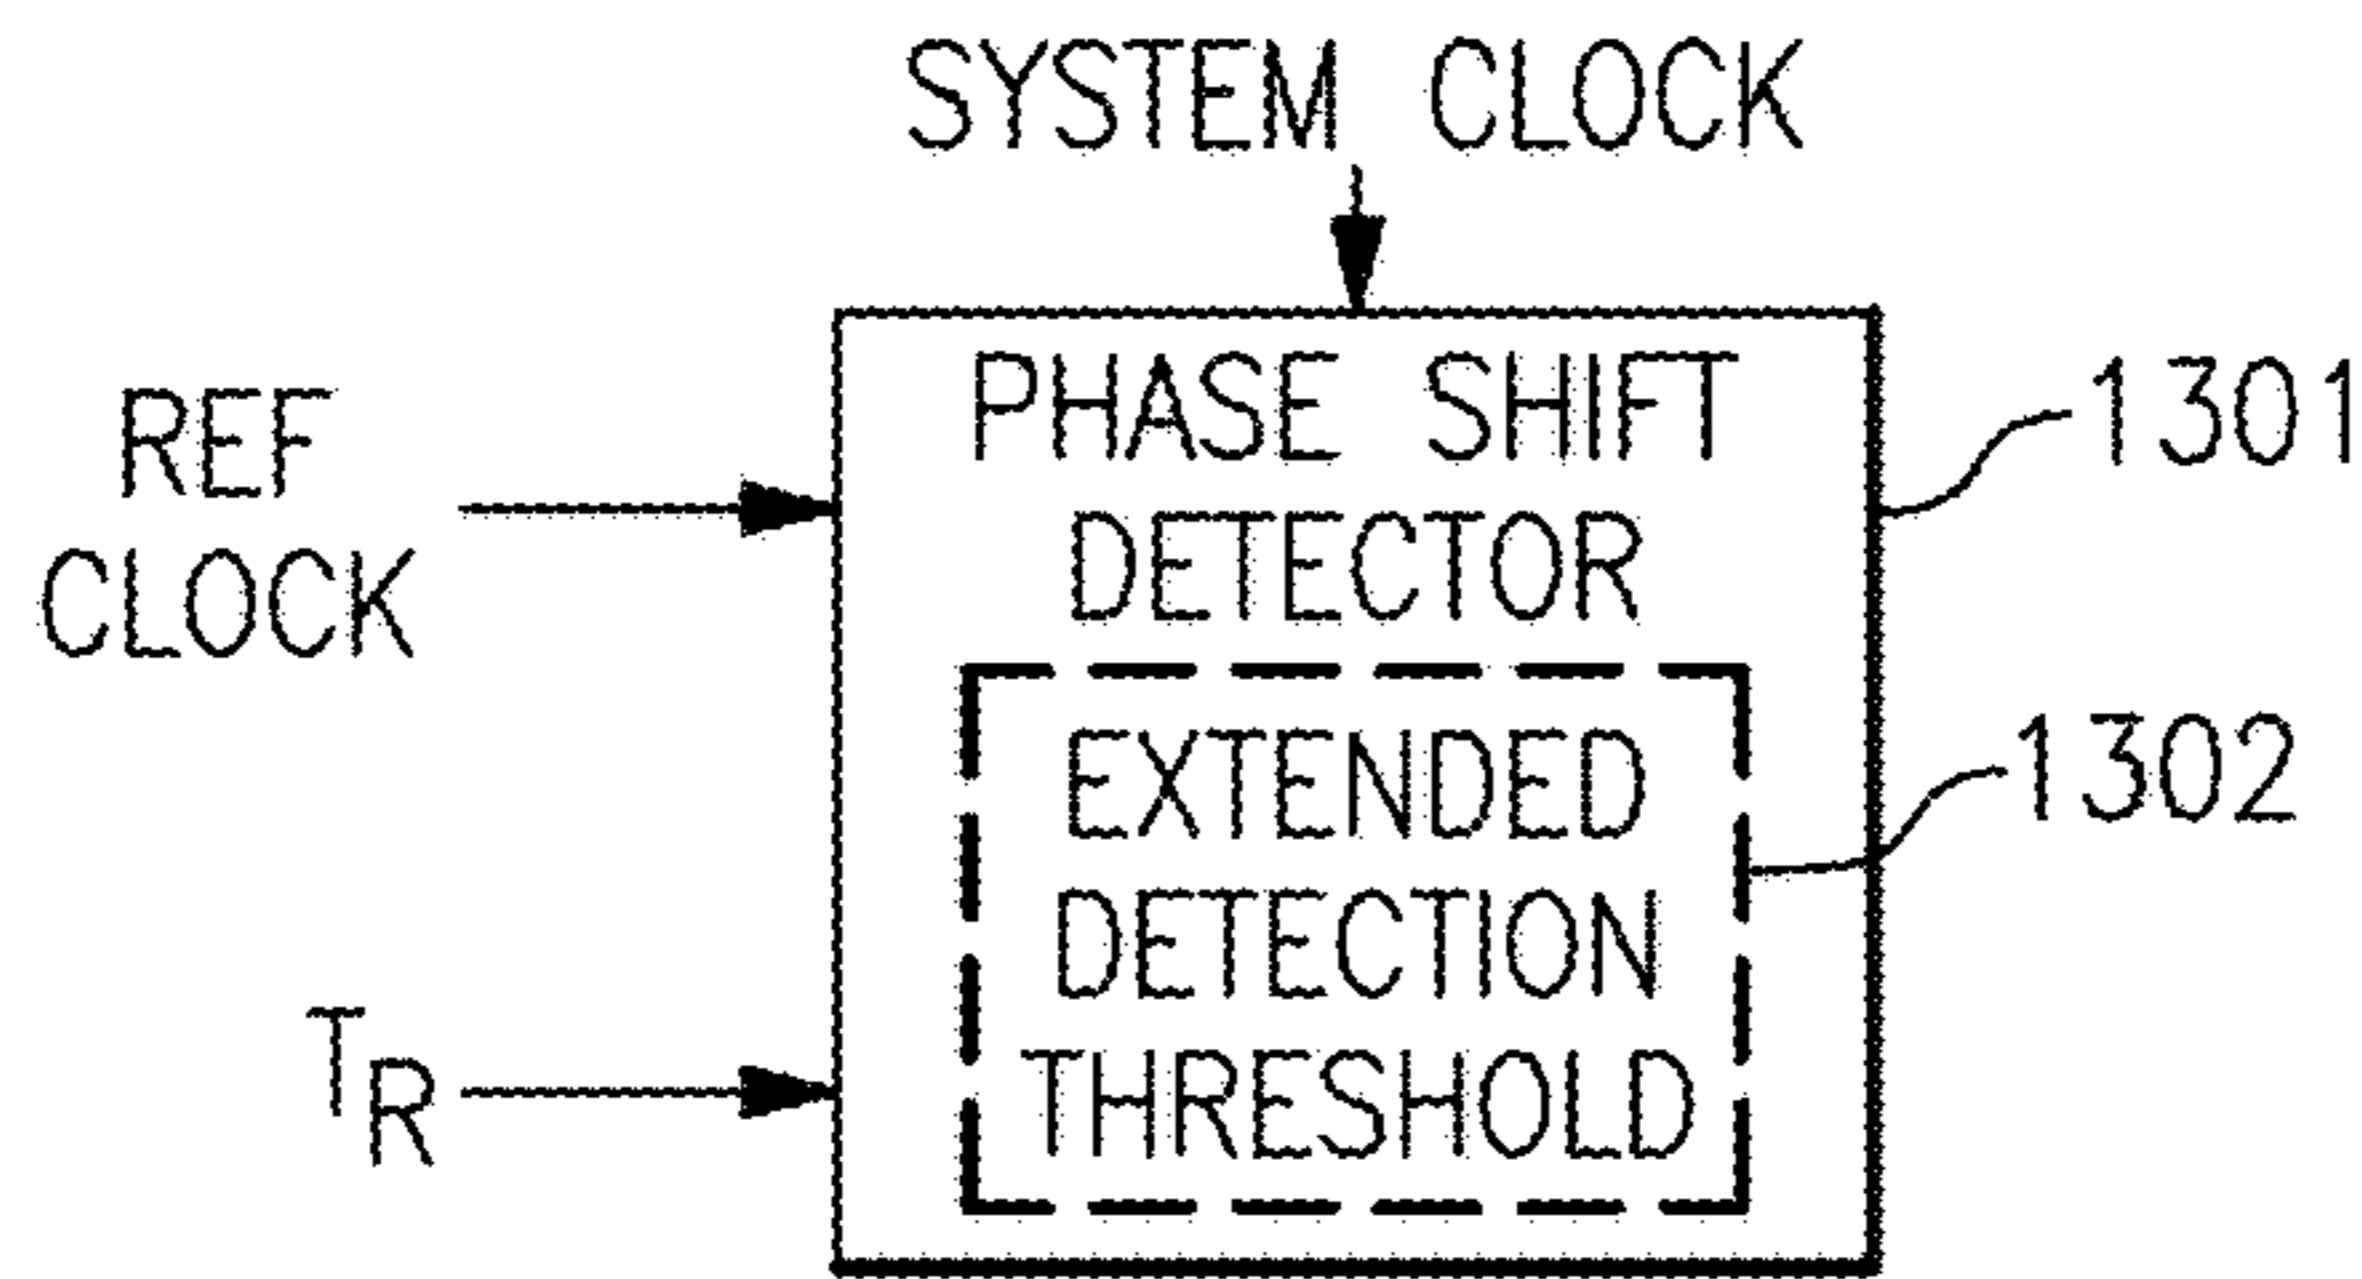 SYSTEM CLOCK
REF
CLOCK
PHASE SHIFT
DETECTOR
1301
EXTENDED
DETECTION
THRESHOLD
1302
TR